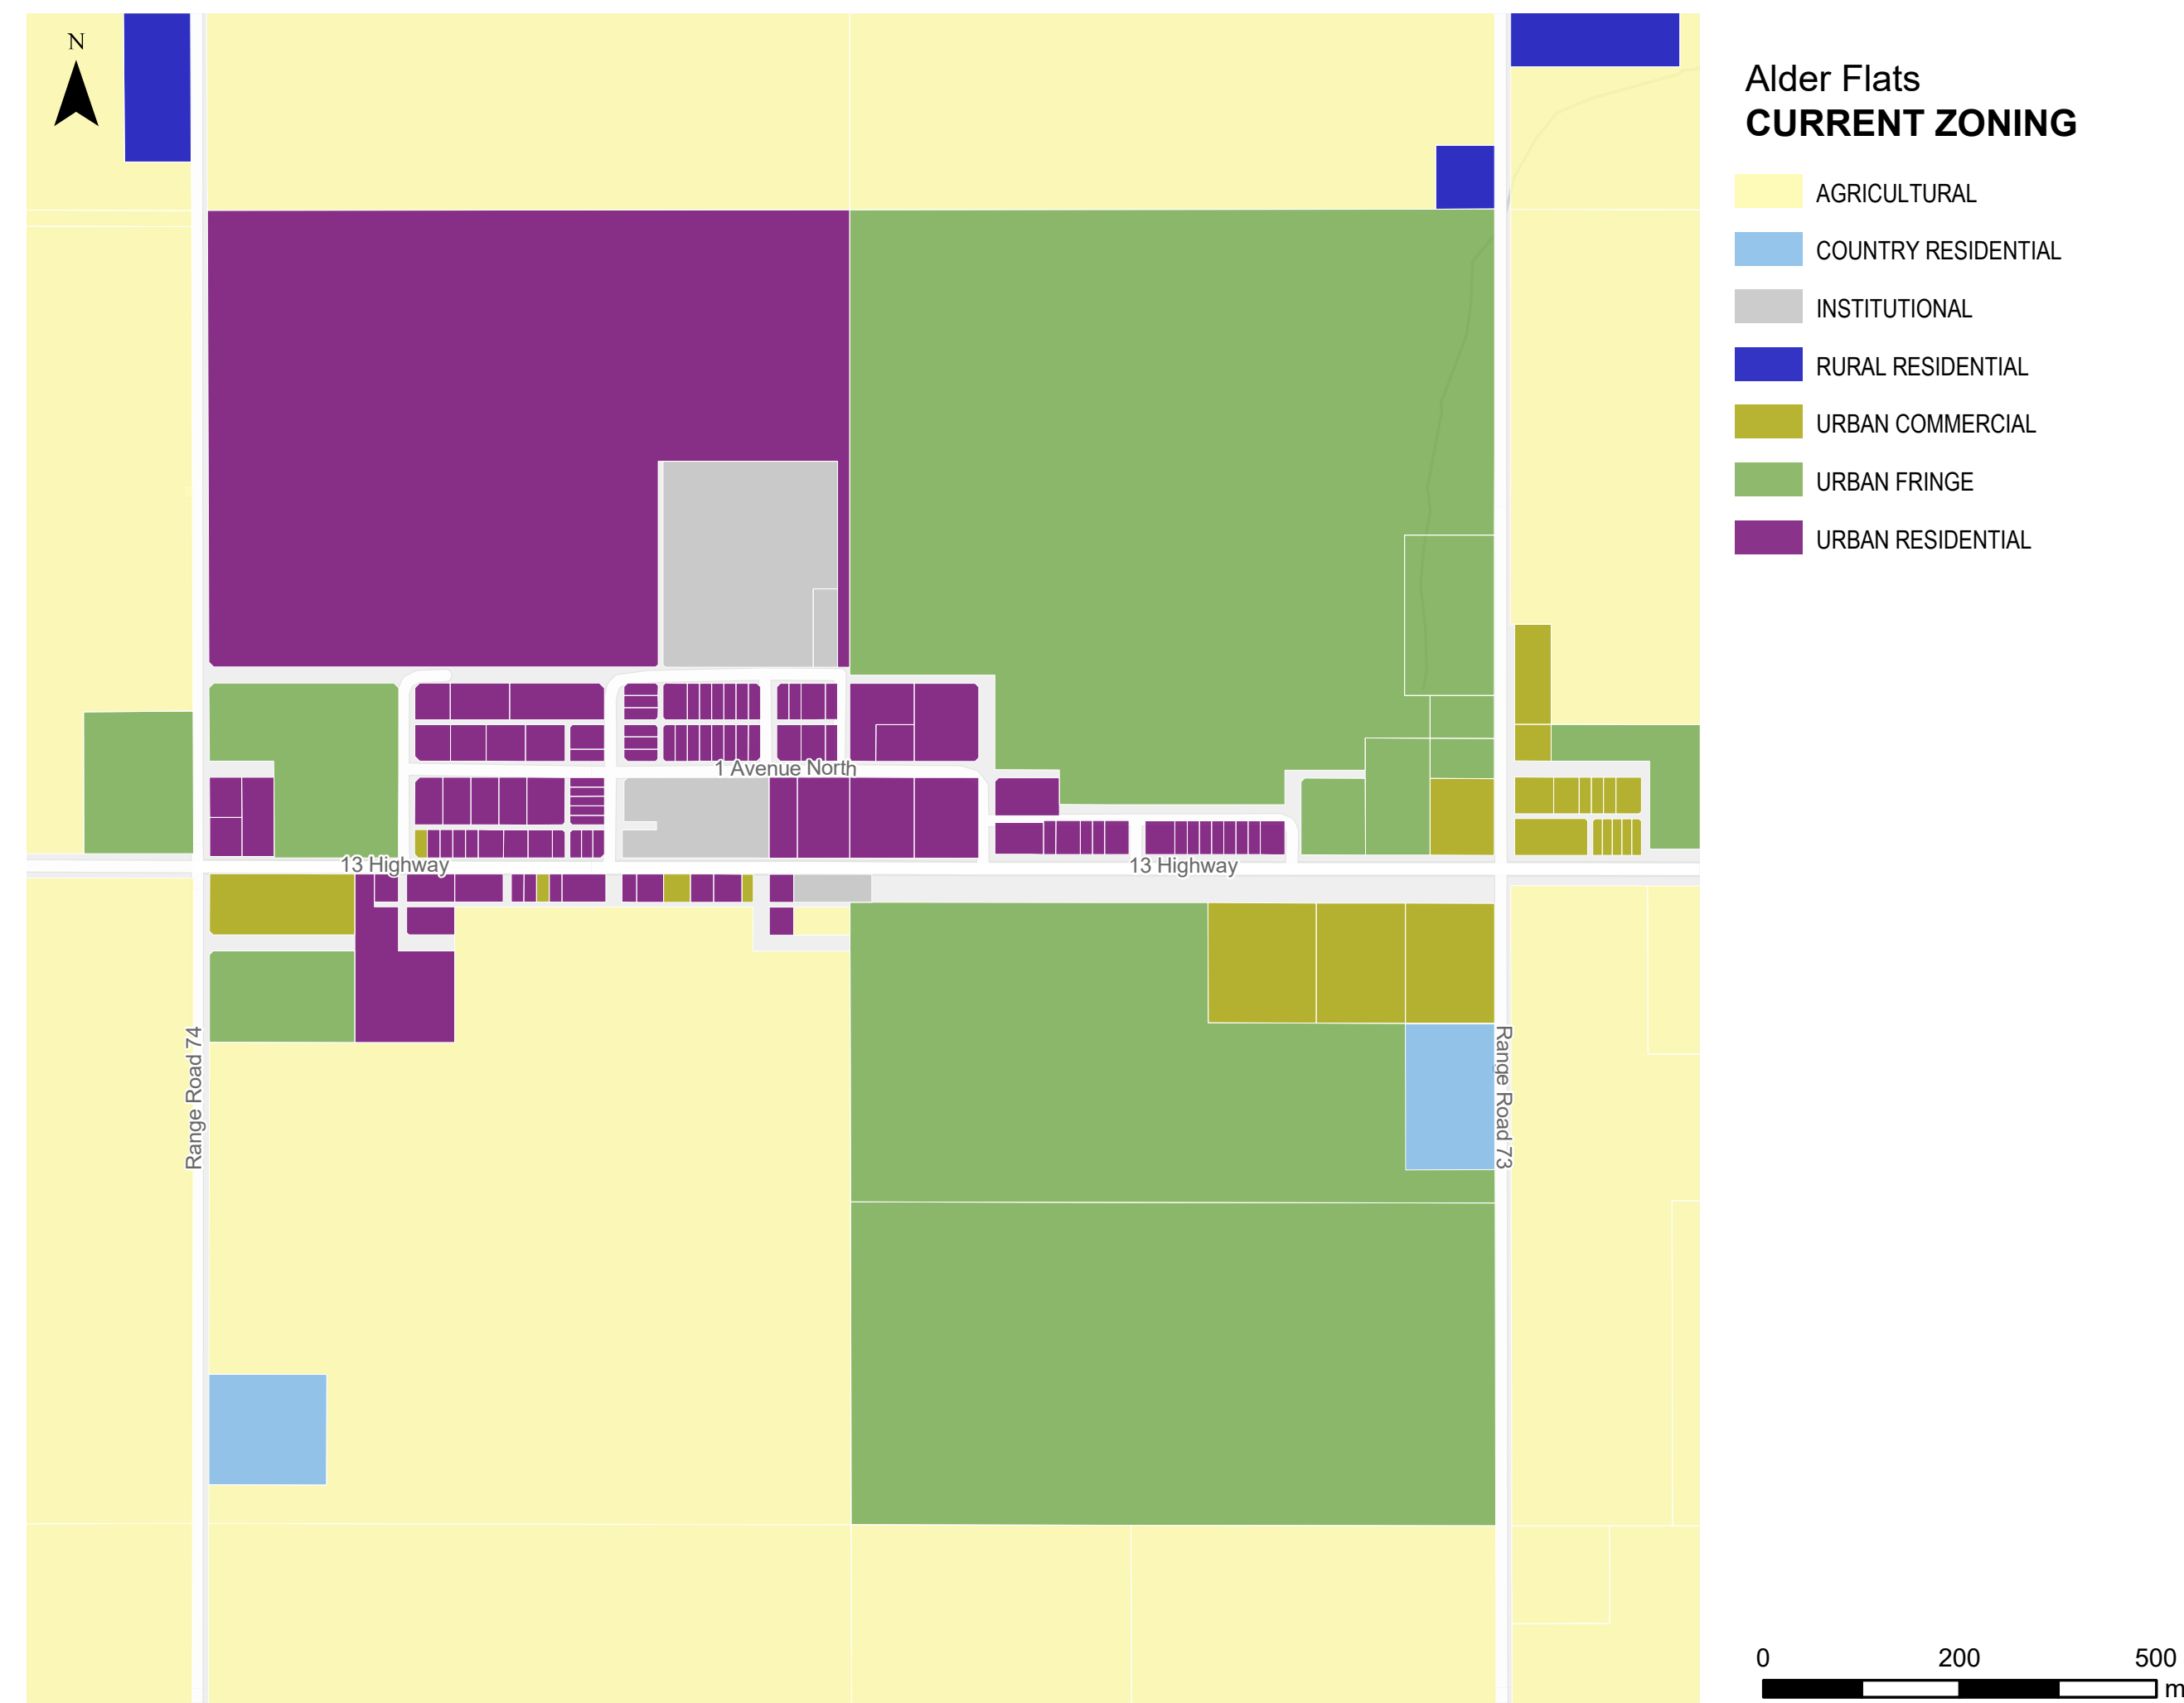 N
Alder Flats
CURRENT ZONING
AGRICULTURAL
COUNTRY RESIDENTIAL
INSTITUTIONAL
RURAL RESIDENTIAL
URBAN COMMERCIAL
URBAN FRINGE
URBAN RESIDENTIAL
1 Avenue North
13 Highway
13 Highway
Range Road 74
Range Road 73
0 200 500
m